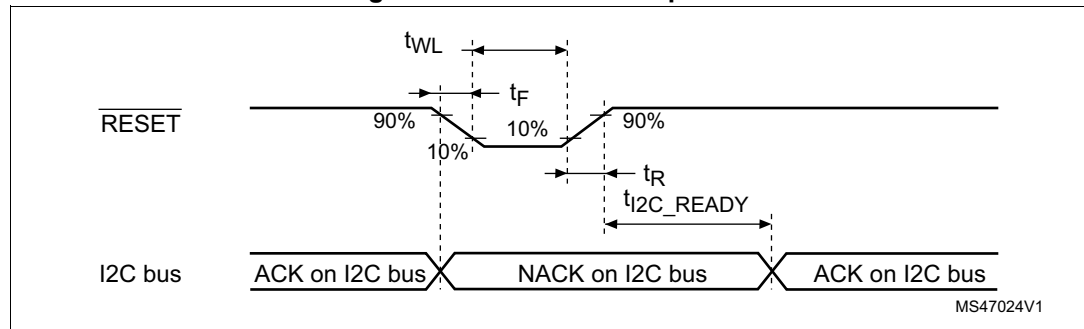 tWL
tF
RESET
90%
10%
90%
10%
tR
tI2C_READY
I2C bus
ACK on I2C bus
NACK on I2C bus
ACK on I2C bus
MS47024V1